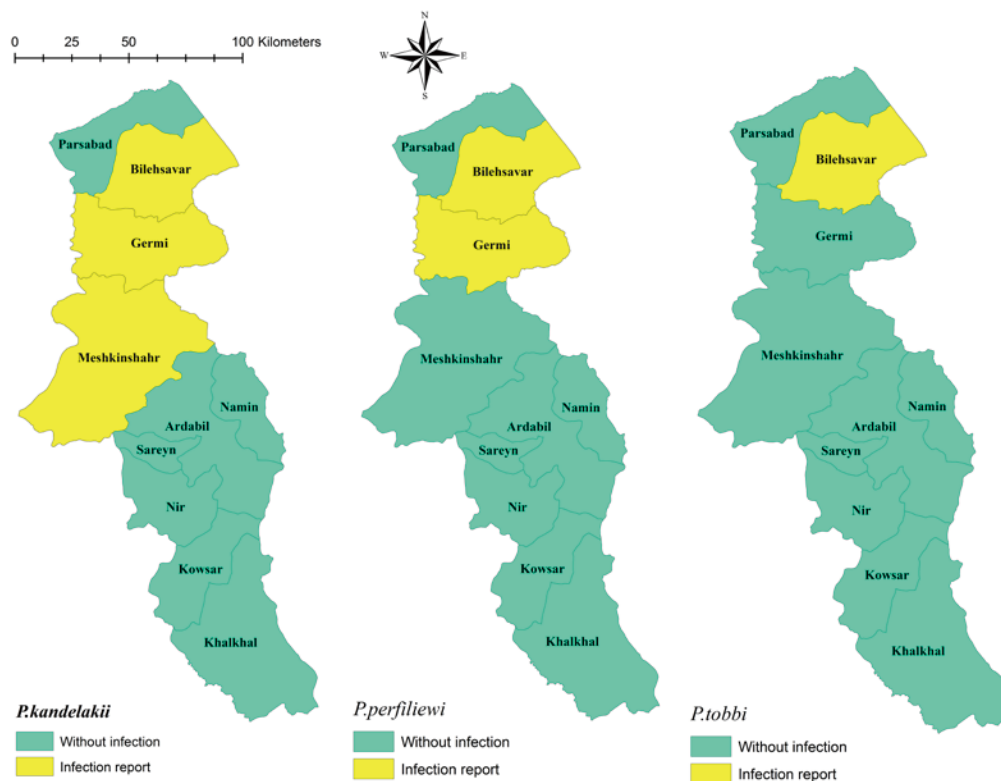 N
0 25 50 100 Kilometers
W E
S
Parsabad
Bilehsavar
Germi
Meshkinshahr
Namin
Ardabil
Sareyn
Nir
Kowsar
Khalkhal
P.kandelakii
Without infection
Infection report
Parsabad
Bilehsavar
Germi
Meshkinshahr
Namin
Ardabil
Sareyn
Nir
Kowsar
Khalkhal
P.perfiliewi
Without infection
Infection report
Parsabad
Bilehsavar
Germi
Meshkinshahr
Namin
Ardabil
Sareyn
Nir
Kowsar
Khalkhal
P.tobbi
Without infection
Infection report